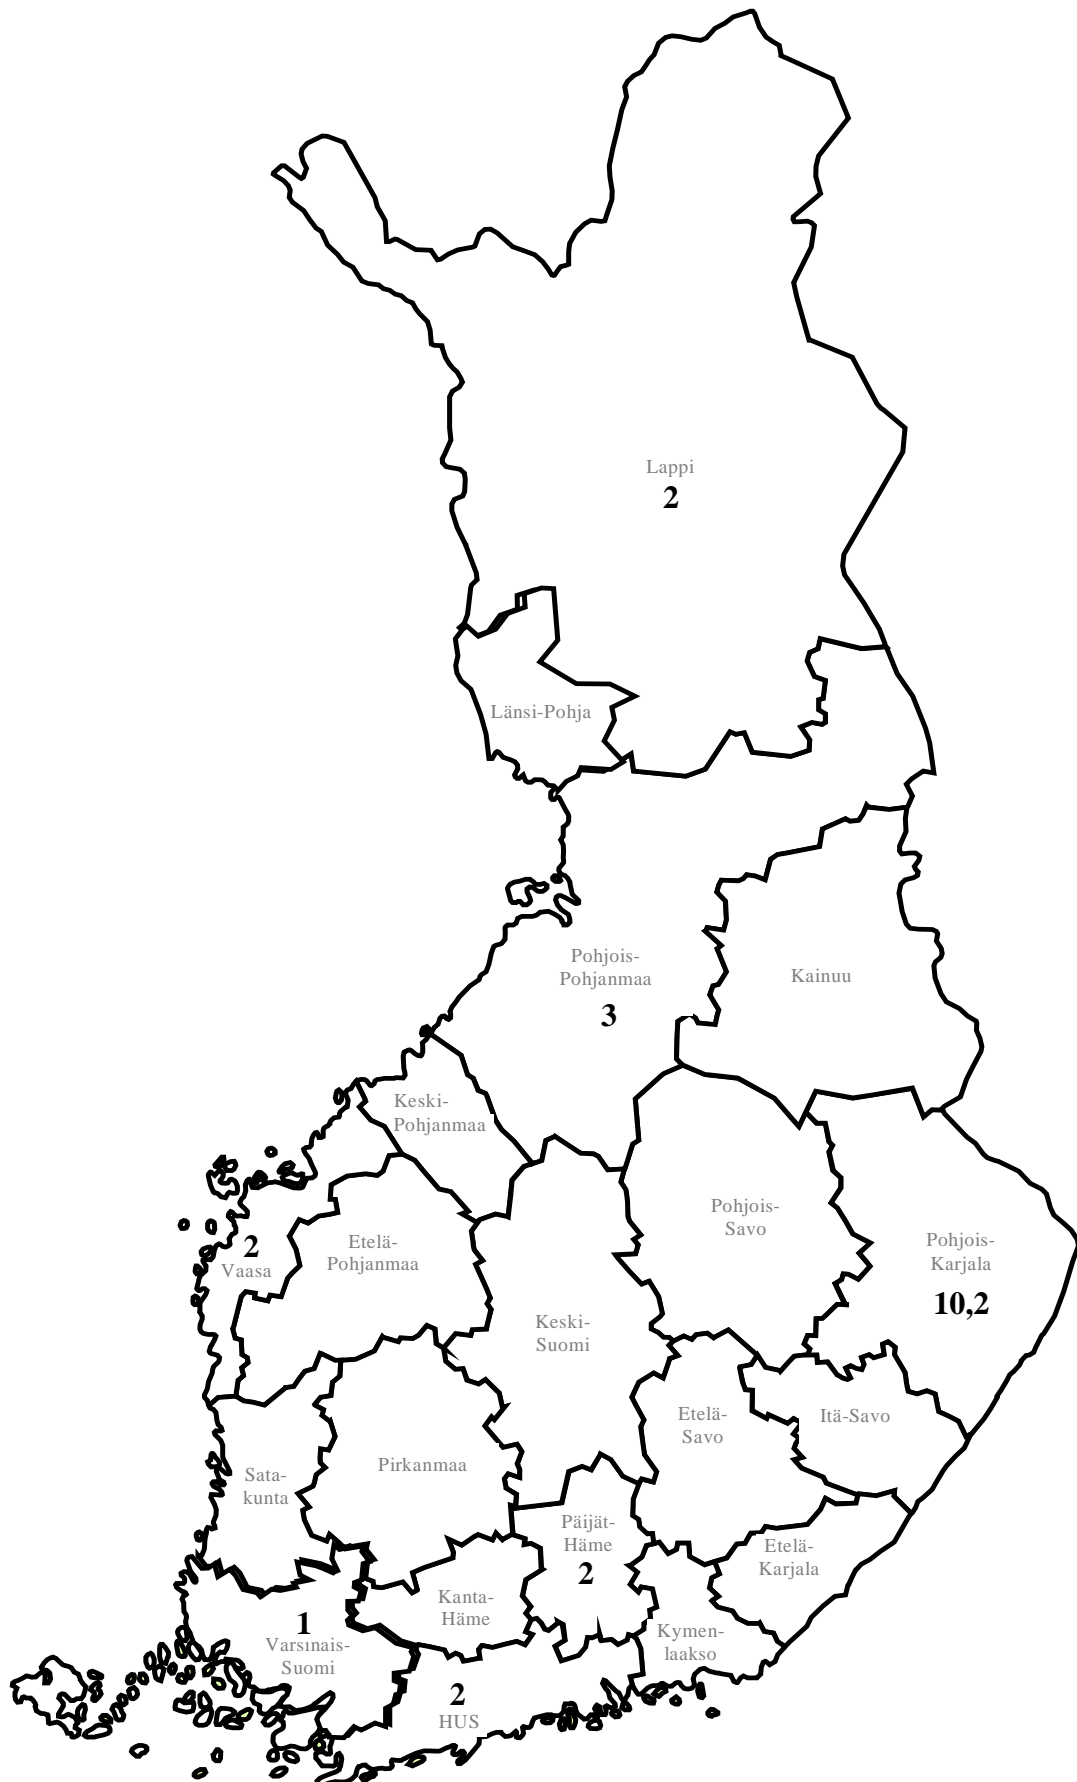 Lappi
2
Länsi-Pohja
Pohjois-
Pohjanmaa
3
Kainuu
Keski-
Pohjanmaa
2
Vaasa
Etelä-
Pohjanmaa
Pohjois-
Savo
Pohjois-
Karjala
10,2
Keski-
Suomi
Etelä-
Savo
Itä-Savo
Sata-
kunta
Pirkanmaa
Päijät-
Häme
2
Etelä-
Karjala
Kanta-
Häme
Kymen-
laakso
1
Varsinais-
Suomi
2
HUS